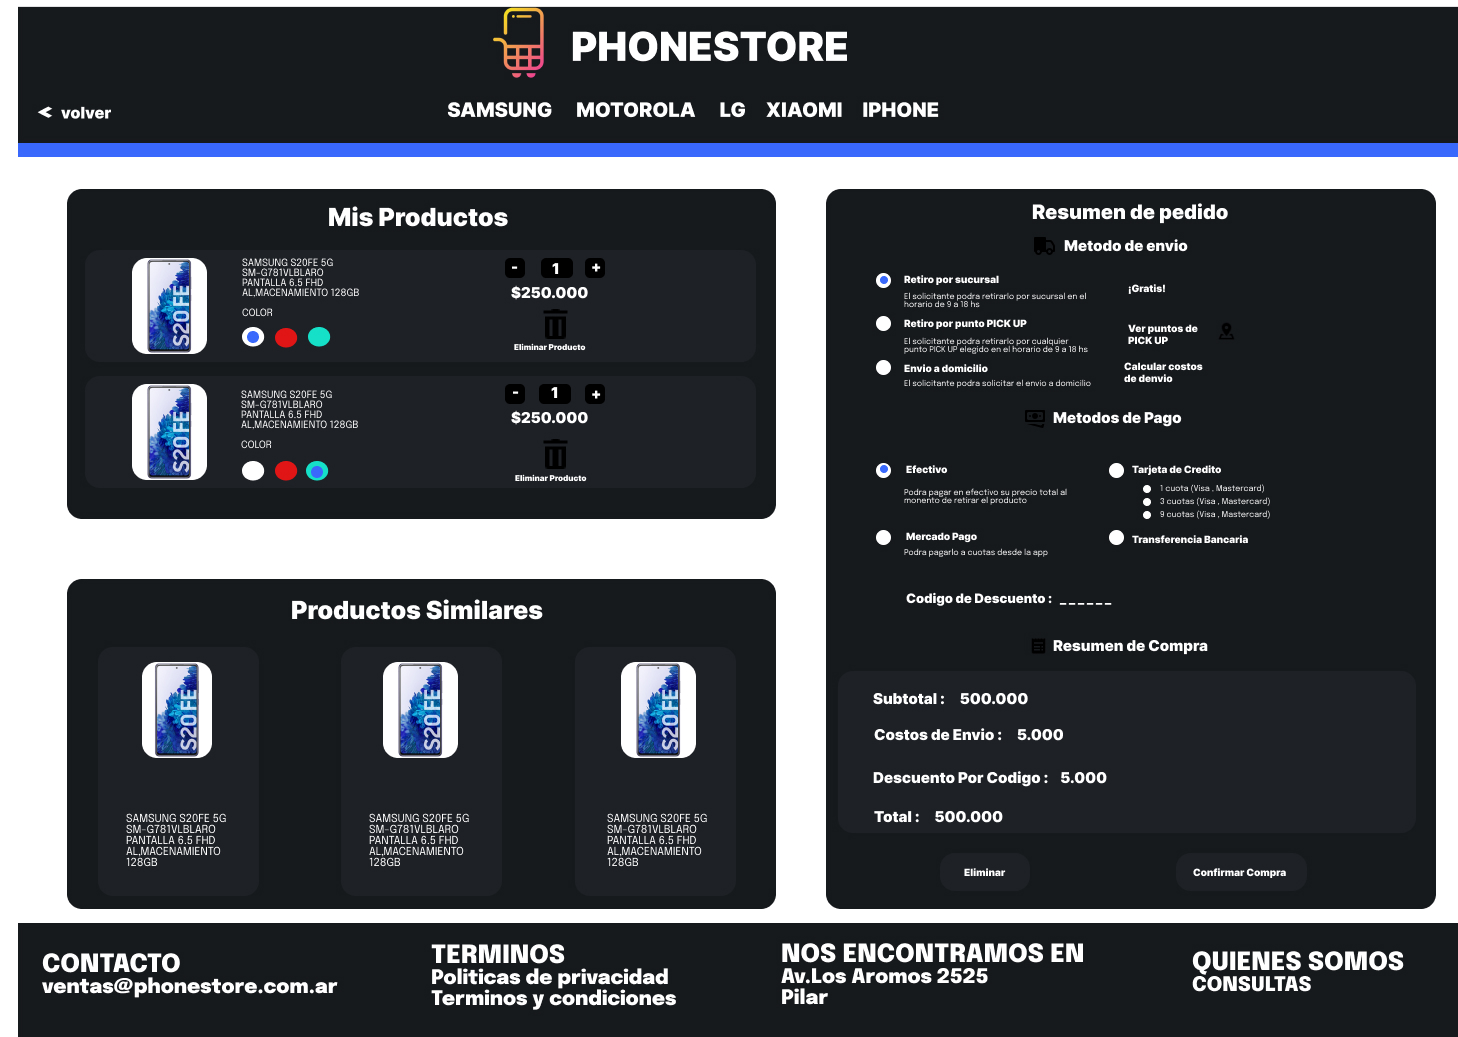 PHONESTORE
volver
SAMSUNG MOTOROLA LG XIAOMI IPHONE
Mis Productos
S20 FE
SAMSUNG S20FE 5G
SM-G781VLBLARO
PANTALLA 6.5 FHD
AL,MACENAMIENTO 128GB
COLOR
- 1 +
$250.000
Eliminar Producto
S20 FE
SAMSUNG S20FE 5G
SM-G781VLBLARO
PANTALLA 6.5 FHD
AL,MACENAMIENTO 128GB
COLOR
- 1 +
$250.000
Eliminar Producto
Productos Similares
S20 FE
SAMSUNG S20FE 5G
SM-G781VLBLARO
PANTALLA 6.5 FHD
AL,MACENAMIENTO
128GB
S20 FE
SAMSUNG S20FE 5G
SM-G781VLBLARO
PANTALLA 6.5 FHD
AL,MACENAMIENTO
128GB
S20 FE
SAMSUNG S20FE 5G
SM-G781VLBLARO
PANTALLA 6.5 FHD
AL,MACENAMIENTO
128GB
Resumen de pedido
Metodo de envio
Retiro por sucursal
El solicitante podra retirarlo por sucursal en el
horario de 9 a 18 hs
¡Gratis!
Retiro por punto PICK UP
El solicitante podra retirarlo por cualquier
punto PICK UP elegido en el horario de 9 a 18 hs
Ver puntos de
PICK UP
Envio a domicilio
El solicitante podra solicitar el envio a domicilio
Calcular costos
de denvio
Metodos de Pago
Efectivo
Podra pagar en efectivo su precio total al
monento de retirar el producto
Tarjeta de Credito
1 cuota (Visa , Mastercard)
3 cuotas (Visa , Mastercard)
9 cuotas (Visa , Mastercard)
Mercado Pago
Podra pagarlo a cuotas desde la app
Transferencia Bancaria
Codigo de Descuento : ______
Resumen de Compra
Subtotal : 500.000
Costos de Envio : 5.000
Descuento Por Codigo : 5.000
Total : 500.000
Eliminar
Confirmar Compra
CONTACTO
ventas@phonestore.com.ar
TERMINOS
Politicas de privacidad
Terminos y condiciones
NOS ENCONTRAMOS EN
Av.Los Aromos 2525
Pilar
QUIENES SOMOS
CONSULTAS